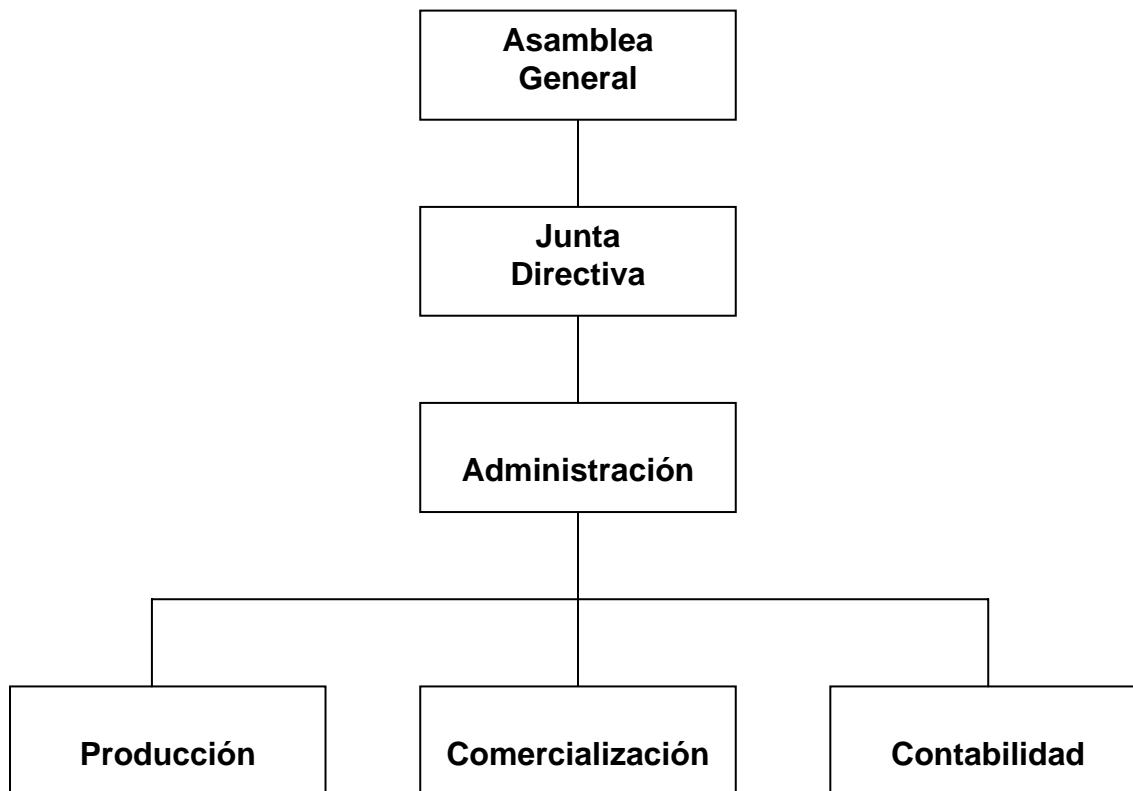 Asamblea
General
Junta
Directiva
Administración
Producción
Comercialización
Contabilidad